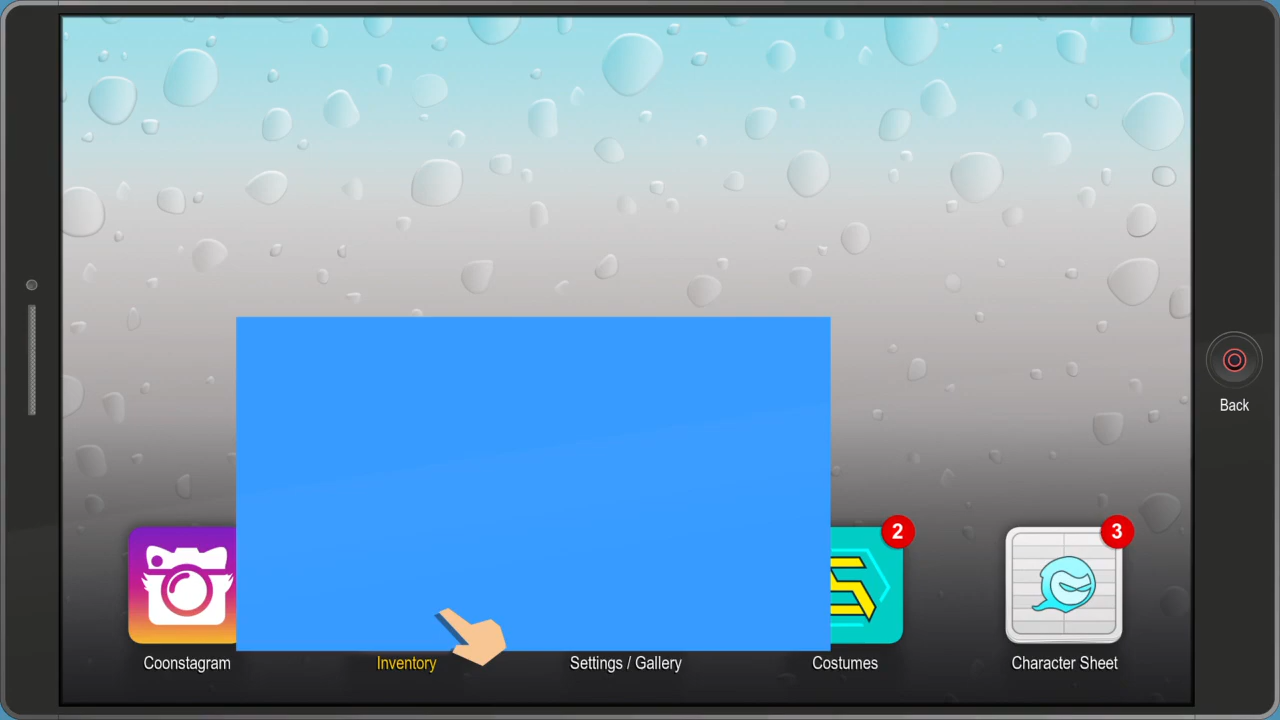 Back
2
3
Coonstagram
Inventory
Settings / Gallery
Costumes
Character Sheet